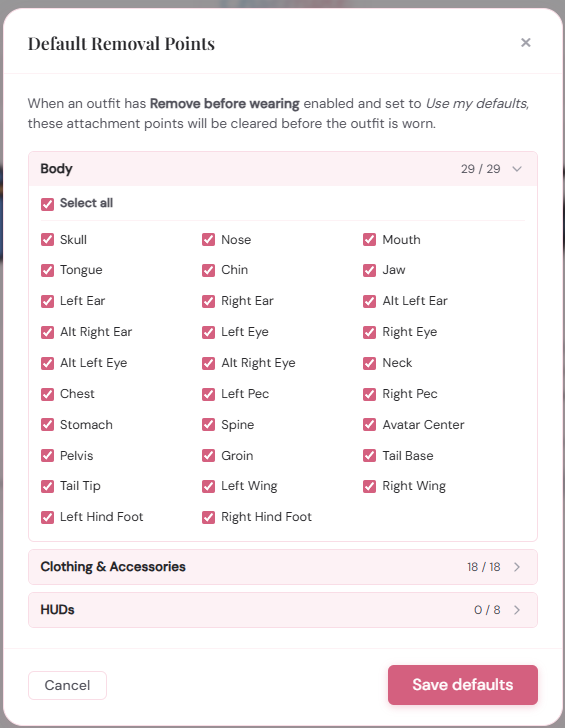 Default Removal Points
When an outfit has Remove before wearing enabled and set to Use my defaults,
these attachment points will be cleared before the outfit is worn.
Body 29 / 29
Select all
Skull Nose Mouth
Tongue Chin Jaw
Left Ear Right Ear Alt Left Ear
Alt Right Ear Left Eye Right Eye
Alt Left Eye Alt Right Eye Neck
Chest Left Pec Right Pec
Stomach Spine Avatar Center
Pelvis Groin Tail Base
Tail Tip Left Wing Right Wing
Left Hind Foot Right Hind Foot
Clothing & Accessories 18 / 18
HUDs 0 / 8
Cancel Save defaults